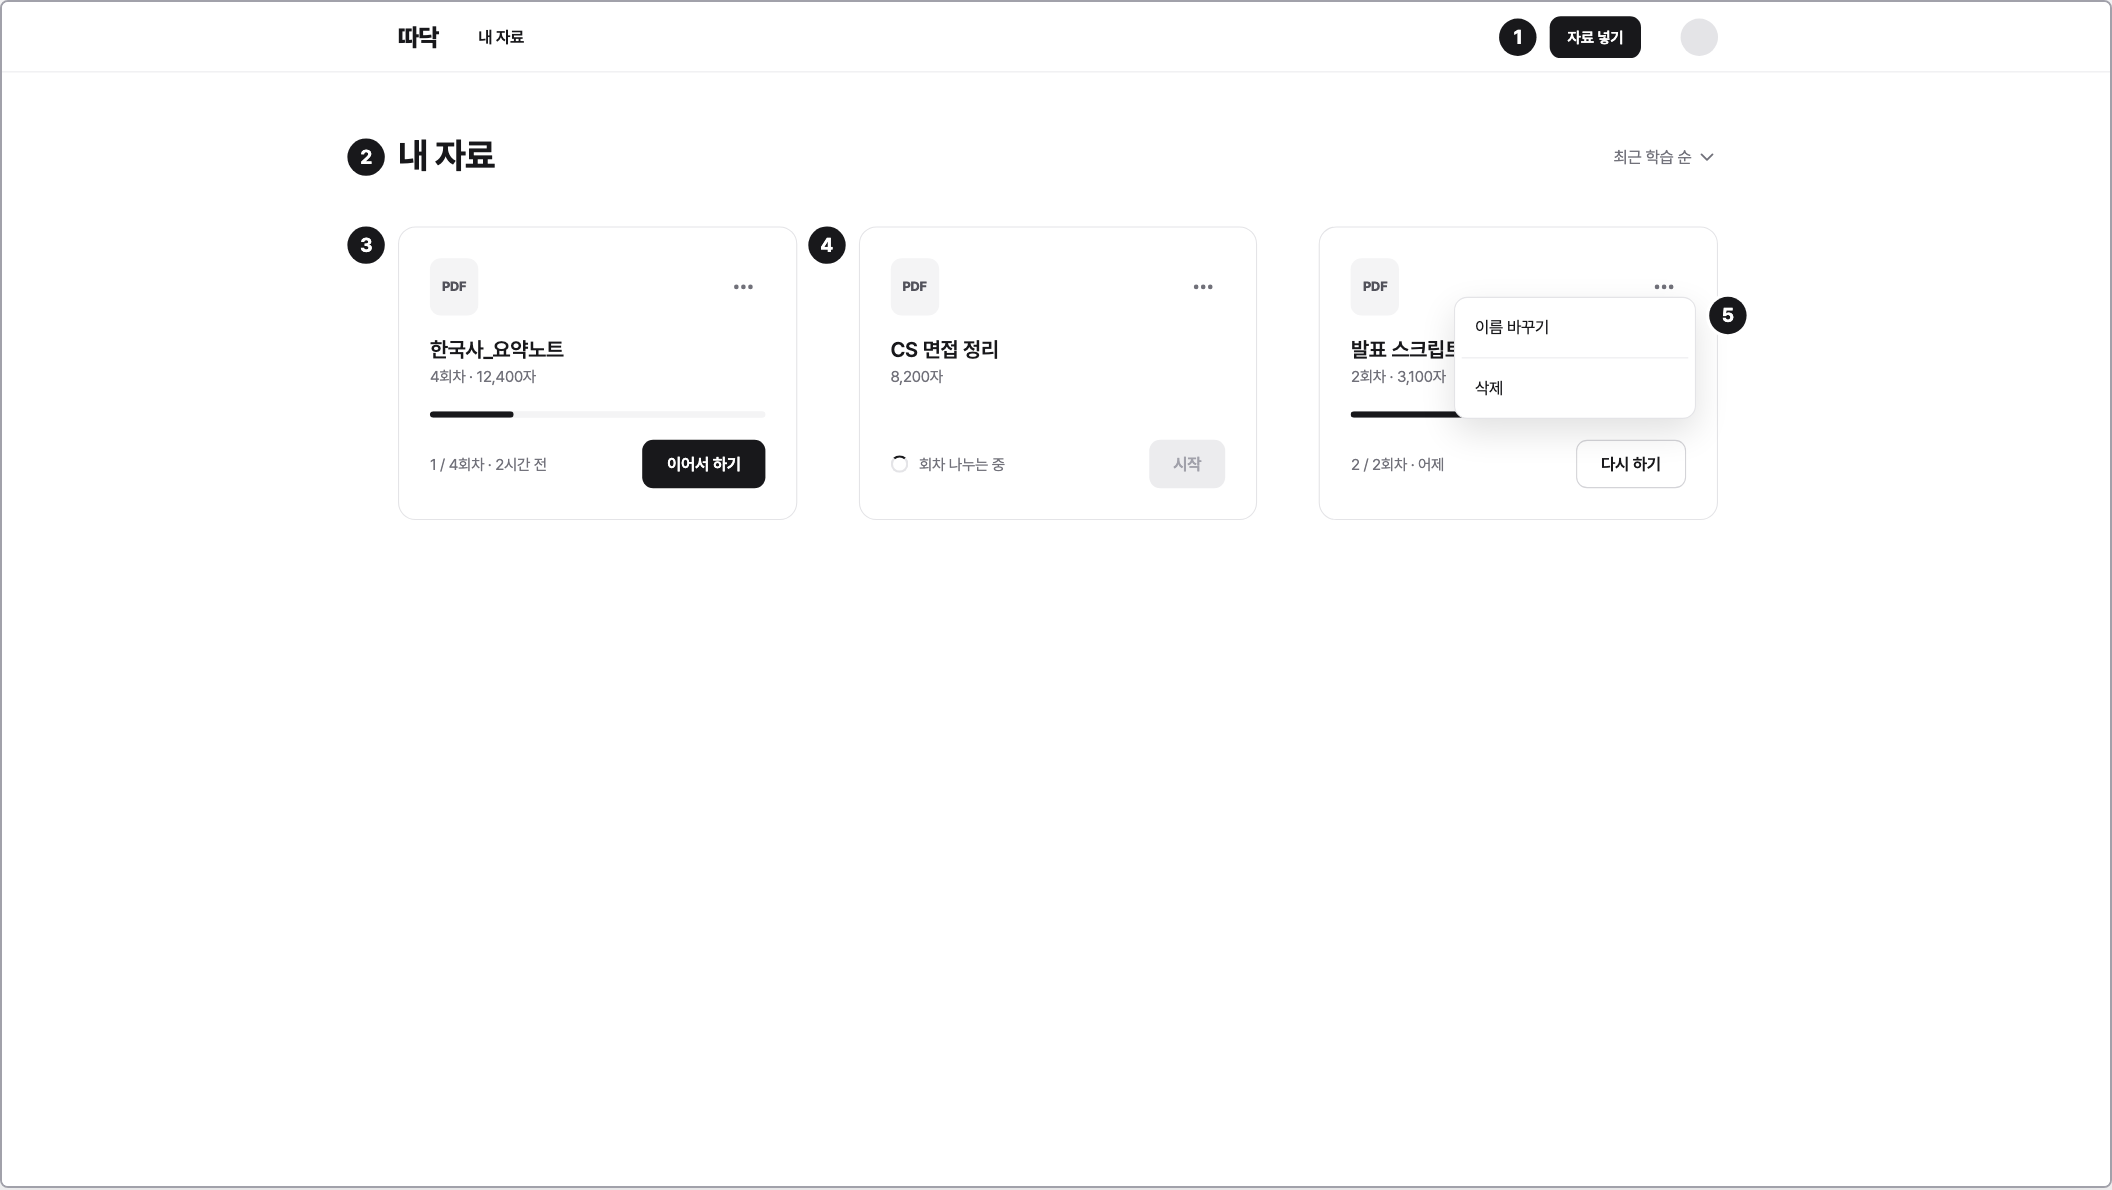 따닥
내 자료
1
자료 넣기
2
내 자료
최근 학습 순
3
PDF
한국사_요약노트
4회차 · 12,400자
1 / 4회차 · 2시간 전
이어서 하기
4
PDF
CS 면접 정리
8,200자
회차 나누는 중
시작
PDF
발표 스크립트
2회차 · 3,100자
2 / 2회차 · 어제
다시 하기
5
이름 바꾸기
삭제